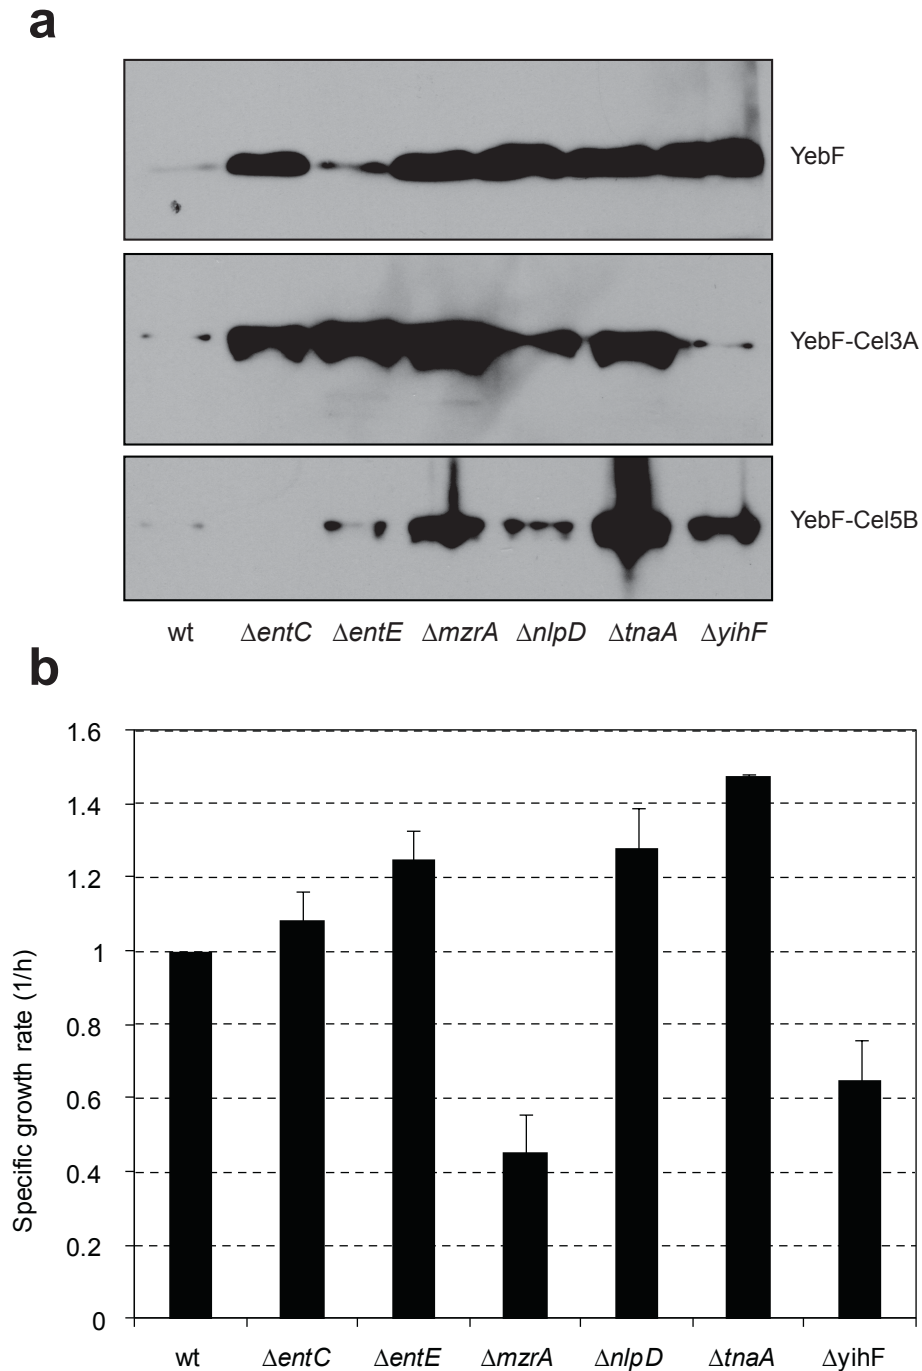 a
YebF
YebF-Cel3A
YebF-Cel5B
wt ΔentC ΔentE ΔmzrA ΔnlpD ΔtnaA ΔyihF
b
Specific growth rate (1/h)
1.6
1.4
1.2
1
0.8
0.6
0.4
0.2
0
wt ΔentC ΔentE ΔmzrA ΔnlpD ΔtnaA ΔyihF